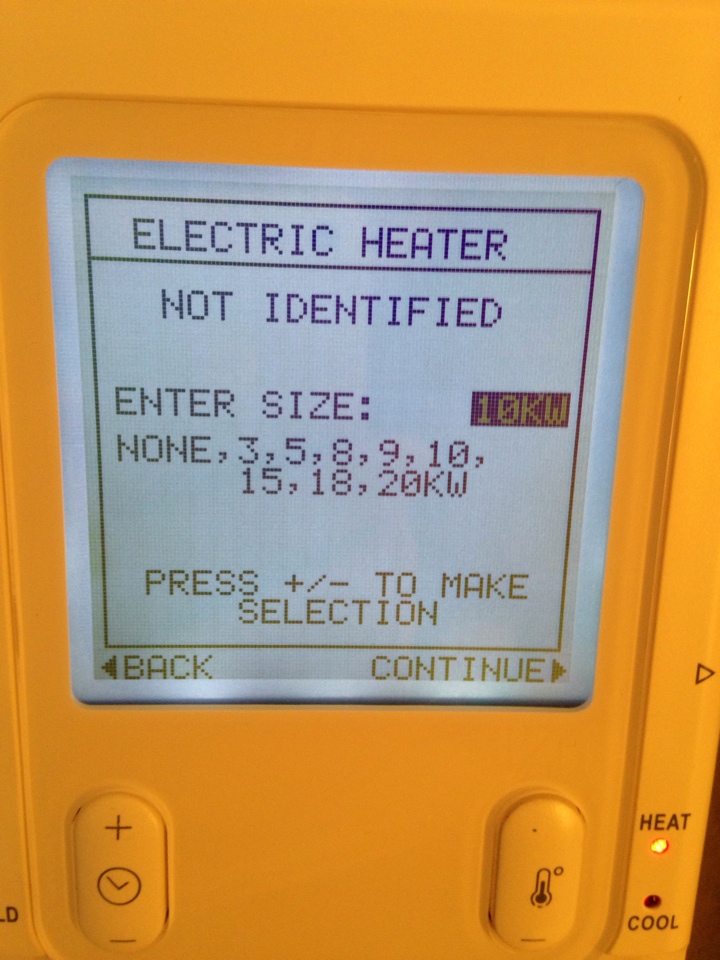 ELECTRIC HEATER
NOT IDENTIFIED
ENTER SIZE: 10KW
NONE,3,5,8,9,10,
15,18,20KW
PRESS +/- TO MAKE
SELECTION
BACK CONTINUE
HEAT
LD COOL